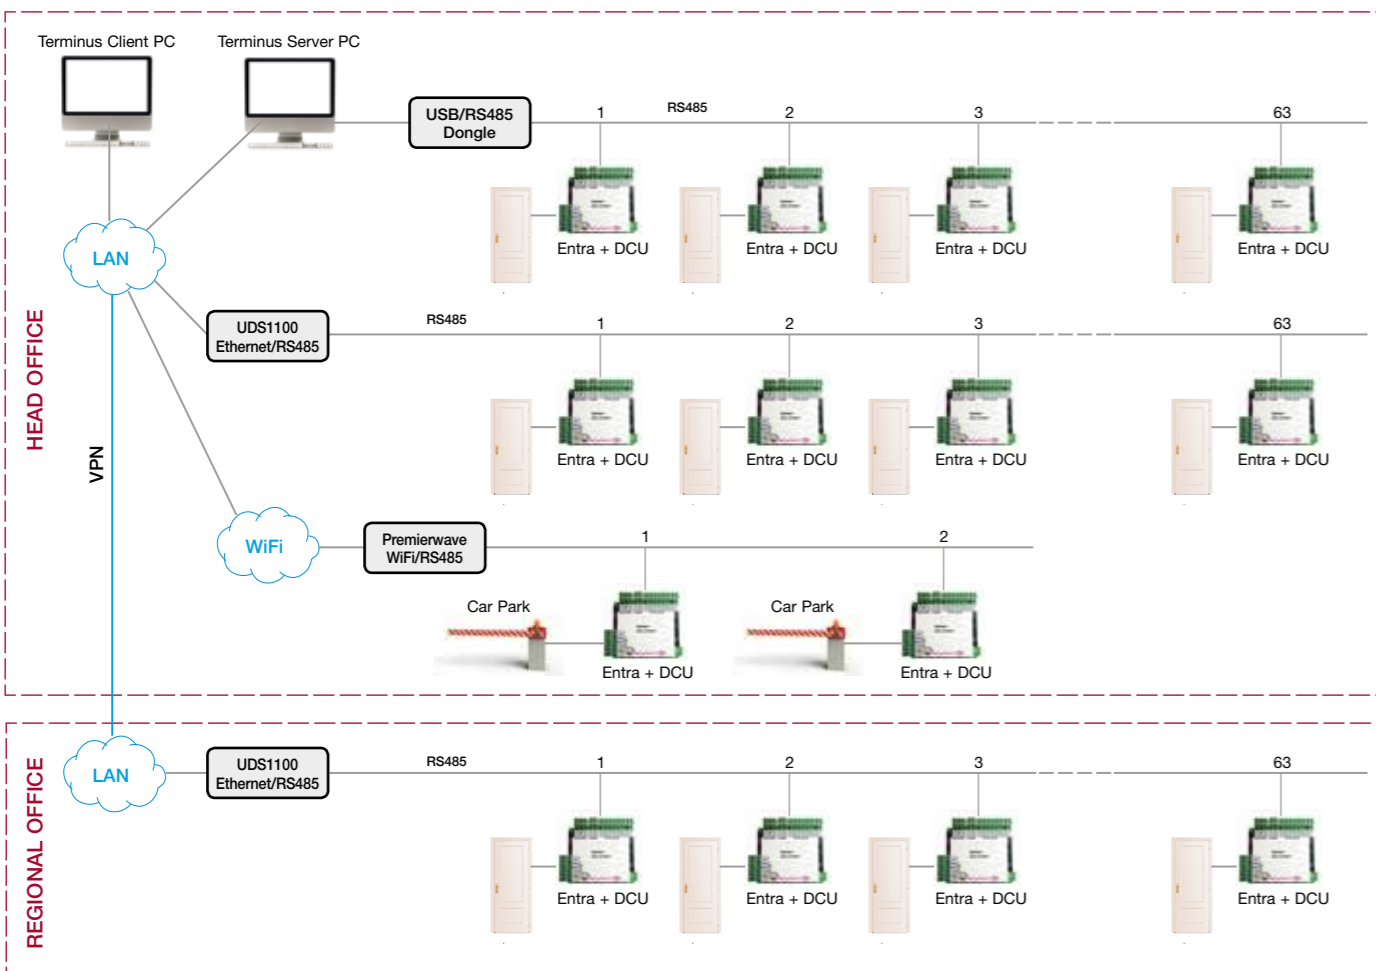 Terminus Client PC
Terminus Server PC
USB/RS485
Dongle
1
RS485
2
3
63
Entra + DCU
Entra + DCU
Entra + DCU
Entra + DCU
LAN
HEAD OFFICE
UDS1100
Ethernet/RS485
RS485
1
2
3
63
Entra + DCU
Entra + DCU
Entra + DCU
Entra + DCU
VPN
WiFi
Premierwave
WiFi/RS485
1
2
Car Park
Car Park
Entra + DCU
Entra + DCU
REGIONAL OFFICE
LAN
UDS1100
Ethernet/RS485
RS485
1
2
3
63
Entra + DCU
Entra + DCU
Entra + DCU
Entra + DCU